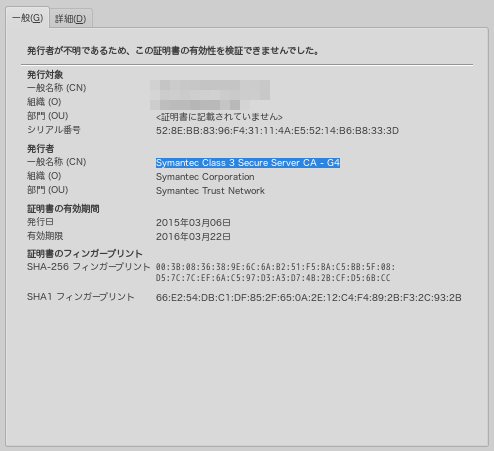 一般(G) 詳細(D)
発行者が不明であるため、この証明書の有効性を検証できませんでした。
発行対象
一般名称 (CN)
組織 (O)
部門 (OU) <証明書に記載されていません>
シリアル番号 52:8E:BB:83:96:F4:31:11:4A:E5:52:14:B6:B8:33:3D
発行者
一般名称 (CN) Symantec Class 3 Secure Server CA - G4
組織 (O) Symantec Corporation
部門 (OU) Symantec Trust Network
証明書の有効期間
発行日 2015年03月06日
有効期限 2016年03月22日
証明書のフィンガープリント
SHA-256 フィンガープリント 00:3B:08:36:38:9E:6C:6A:B2:51:F5:BA:C5:BB:5F:08:
D5:7C:7C:EF:6A:C5:97:D3:A3:D7:4B:2B:CF:D5:6B:CC
SHA1 フィンガープリント 66:E2:54:DB:C1:DF:85:2F:65:0A:2E:12:C4:F4:89:2B:F3:2C:93:2B